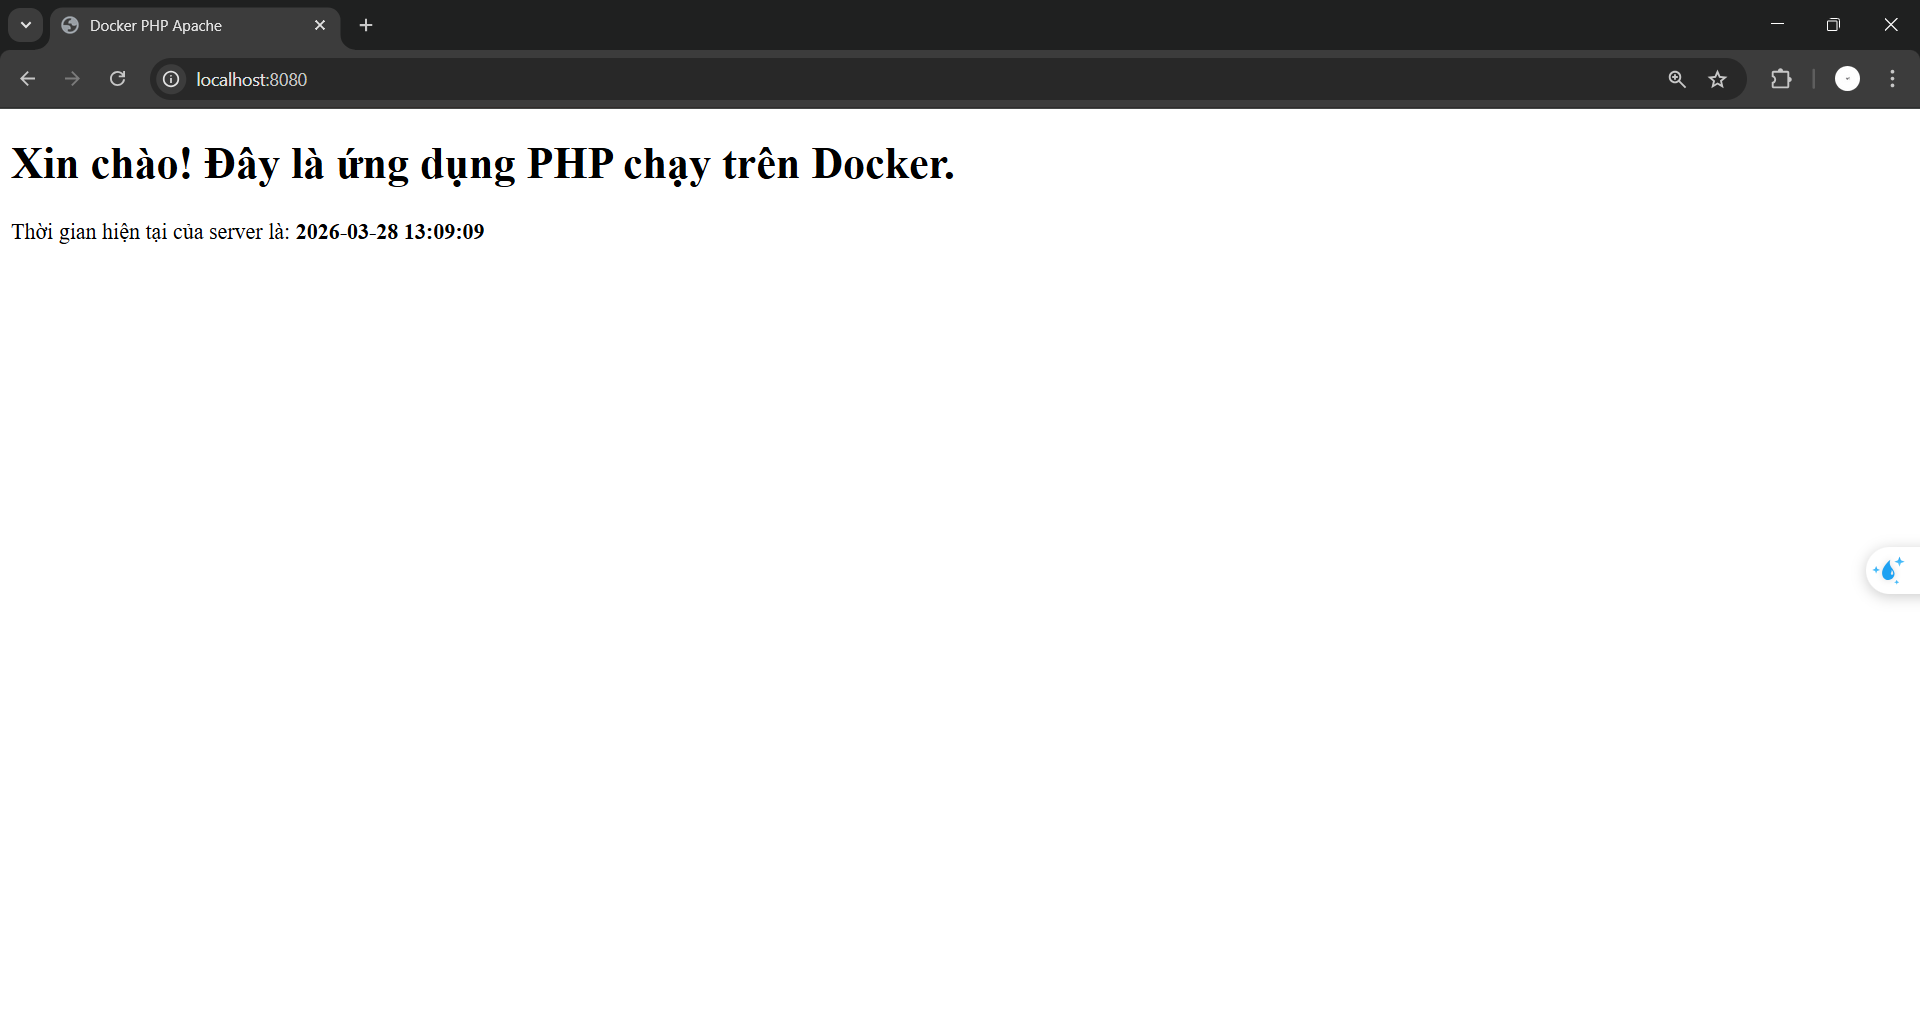 Docker PHP Apache
localhost:8080
Xin chào! Đây là ứng dụng PHP chạy trên Docker.
Thời gian hiện tại của server là: 2026-03-28 13:09:09